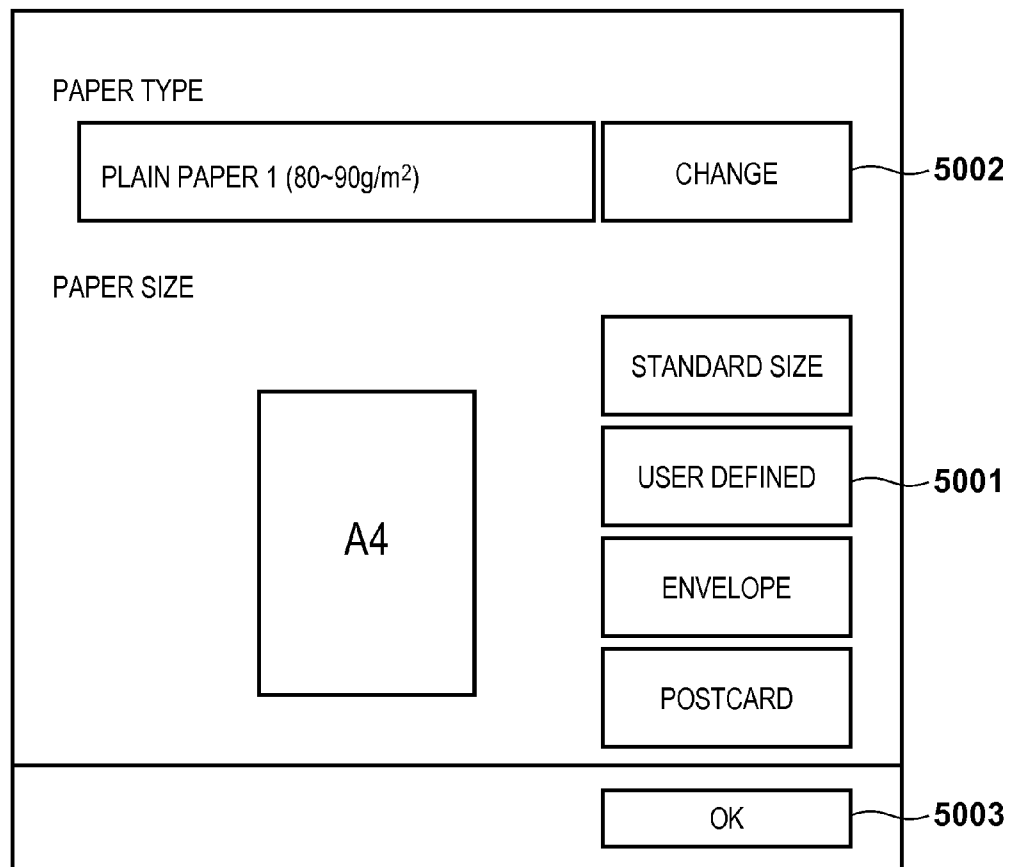 PAPER TYPE
PLAIN PAPER 1 (80~90g/m²)
CHANGE
5002
PAPER SIZE
STANDARD SIZE
A4
USER DEFINED
5001
ENVELOPE
POSTCARD
OK
5003